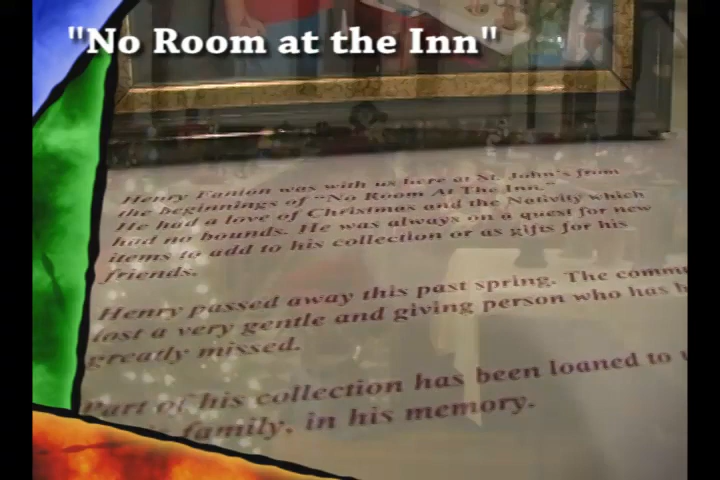 "No Room at the Inn"
Henry Fanion was with us here at St. John's from
the beginnings of "No Room At The Inn."
He had a love of Christmas and the Nativity which
had no bounds. He was always on a quest for new
items to add to his collection or as gifts for his
friends.
Henry passed away this past spring. The commu
lost a very gentle and giving person who has b
greatly missed.
Part of his collection has been loaned to u
family, in his memory.